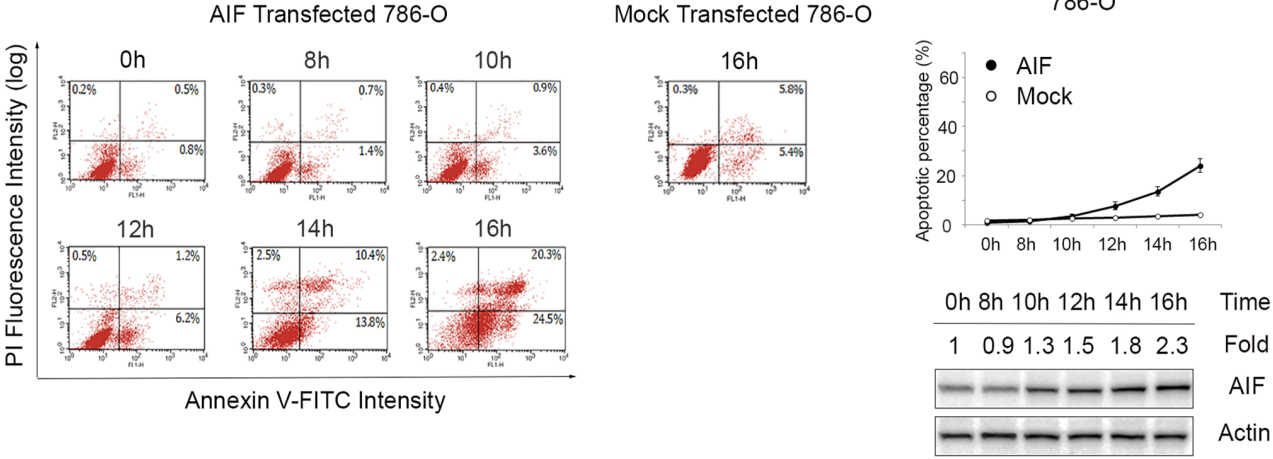 AIF Transfected 786-O
Mock Transfected 786-O
786-O
PI Fluorescence Intensity (log)
0h
8h
10h
0.2% 0.5%
0.8%
0.3% 0.7%
1.4%
0.4% 0.9%
3.6%
12h
14h
16h
0.5% 1.2%
6.2%
2.5% 10.4%
13.8%
2.4% 20.3%
24.5%
FL2-H
FL1-H
Annexin V-FITC Intensity
16h
0.3% 5.8%
5.4%
FL2-H
FL1-H
Apoptotic percentage (%)
60
40
20
0
AIF
Mock
0h 8h 10h 12h 14h 16h
0h 8h 10h 12h 14h 16h Time
1 0.9 1.3 1.5 1.8 2.3 Fold
AIF
Actin